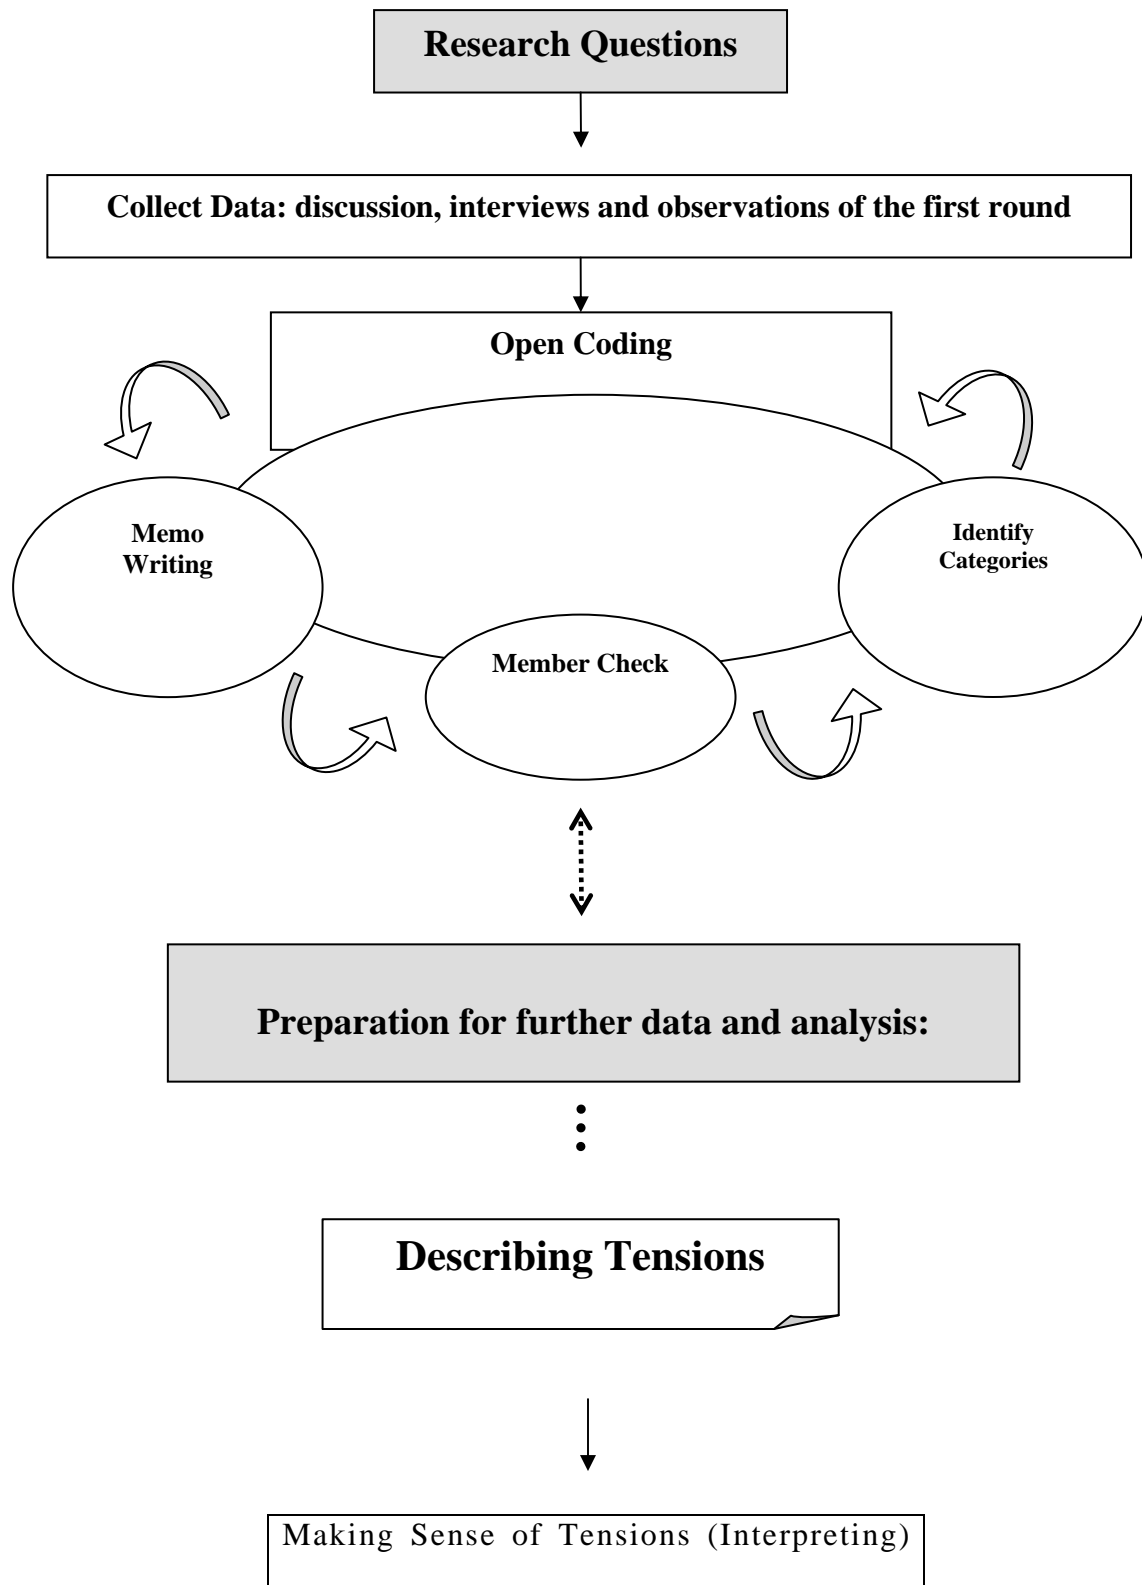 Research Questions
Collect Data: discussion, interviews and observations of the first round
Open Coding
Memo
Writing
Identify
Categories
Member Check
Preparation for further data and analysis:
Describing Tensions
Making Sense of Tensions (Interpreting)